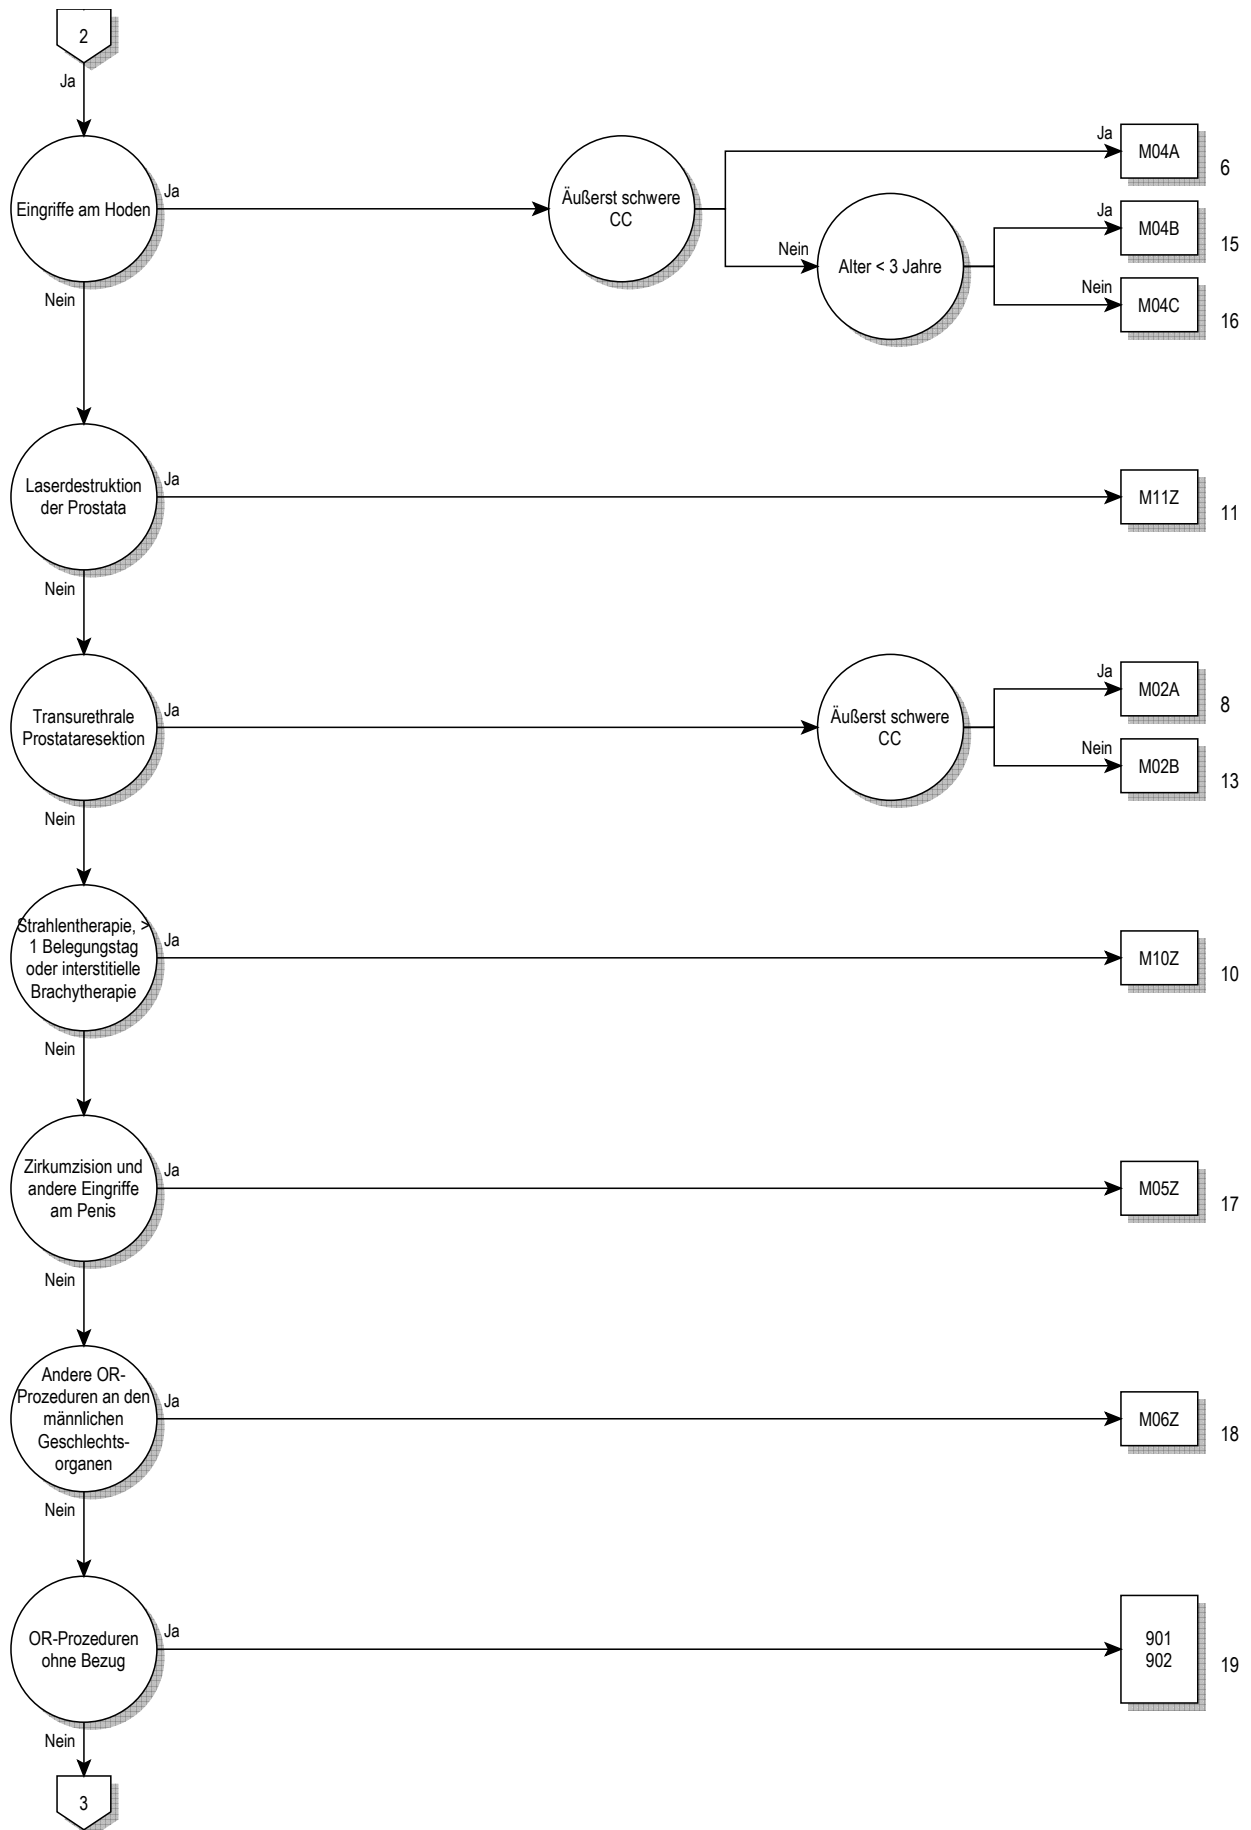 2
Ja
Eingriffe am Hoden
Ja
Äußerst schwere
CC
Ja
M04A
6
Nein
Alter < 3 Jahre
Ja
M04B
15
Nein
M04C
16
Nein
Laserdestruktion
der Prostata
Ja
M11Z
11
Nein
Transurethrale
Prostataresektion
Ja
Äußerst schwere
CC
Ja
M02A
8
Nein
M02B
13
Nein
Strahlentherapie, >
1 Belegungstag
oder interstitielle
Brachytherapie
Ja
M10Z
10
Nein
Zirkumzision und
andere Eingriffe
am Penis
Ja
M05Z
17
Nein
Andere OR-
Prozeduren an den
männlichen
Geschlechts-
organen
Ja
M06Z
18
Nein
OR-Prozeduren
ohne Bezug
Ja
901
902
19
Nein
3